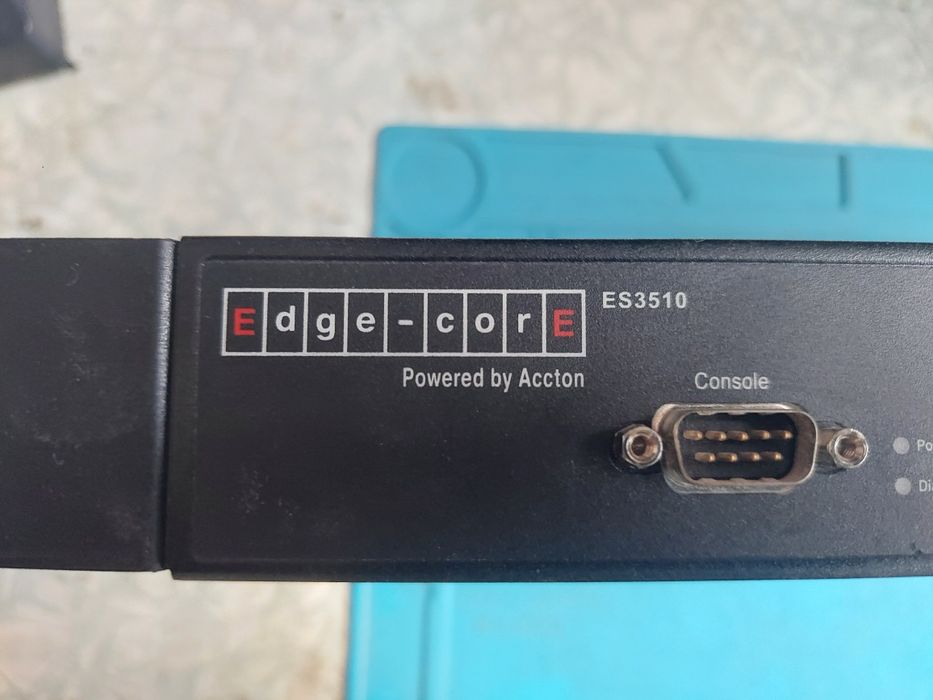 Edge-corE
ES3510
Powered by Accton
Console